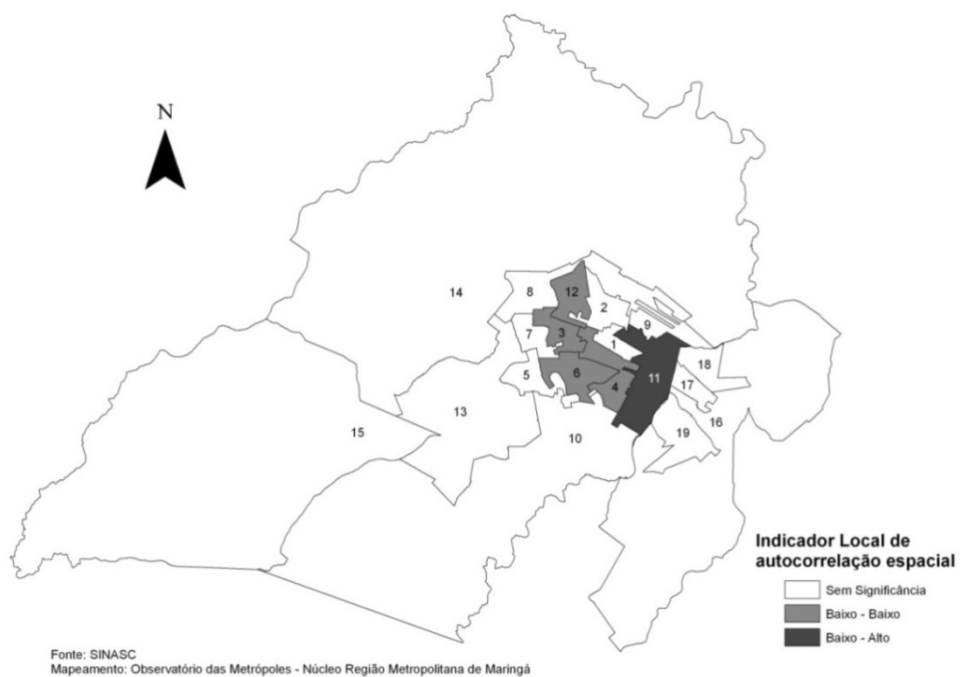 N
14
8
12
2
9
7
3
1
18
5
6
4
11
17
13
15
10
19
16
Indicador Local de
autocorrelação espacial
Sem Significância
Baixo - Baixo
Baixo - Alto
Fonte: SINASC
Mapeamento: Observatório das Metrópoles - Núcleo Região Metropolitana de Maringá